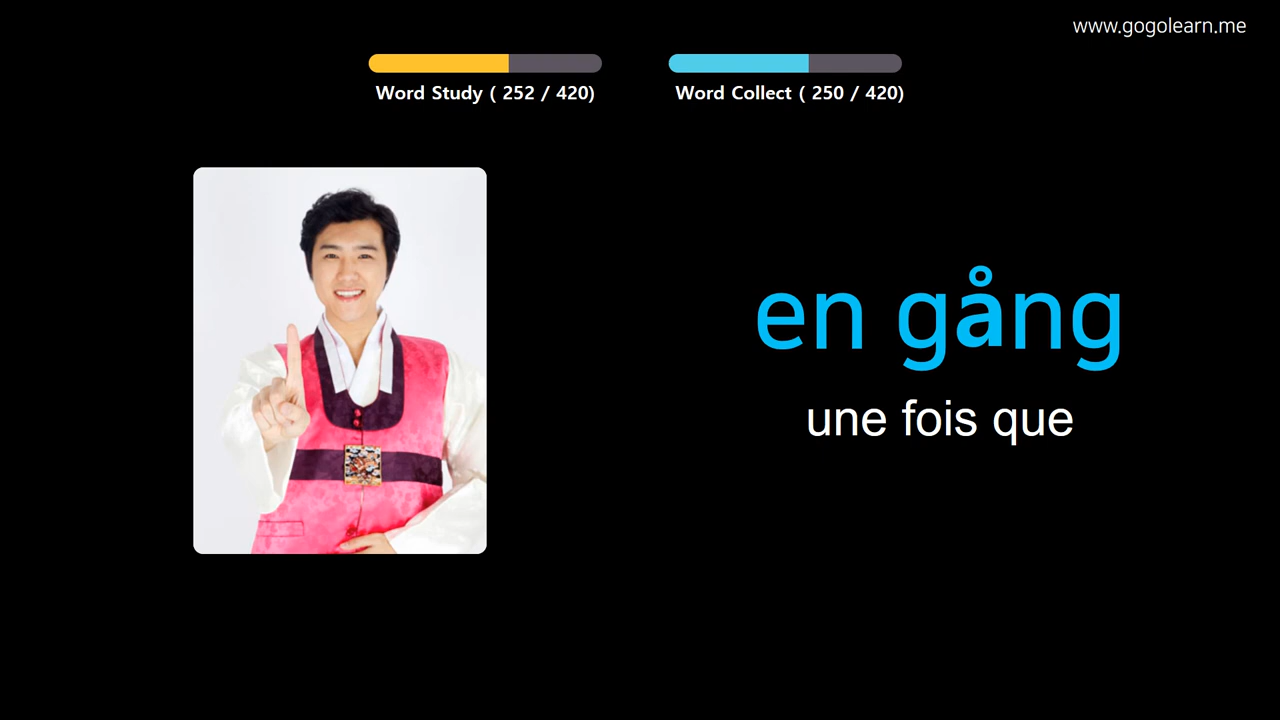 www.gogolearn.me
Word Study ( 252 / 420)
Word Collect ( 250 / 420)
en gång
une fois que